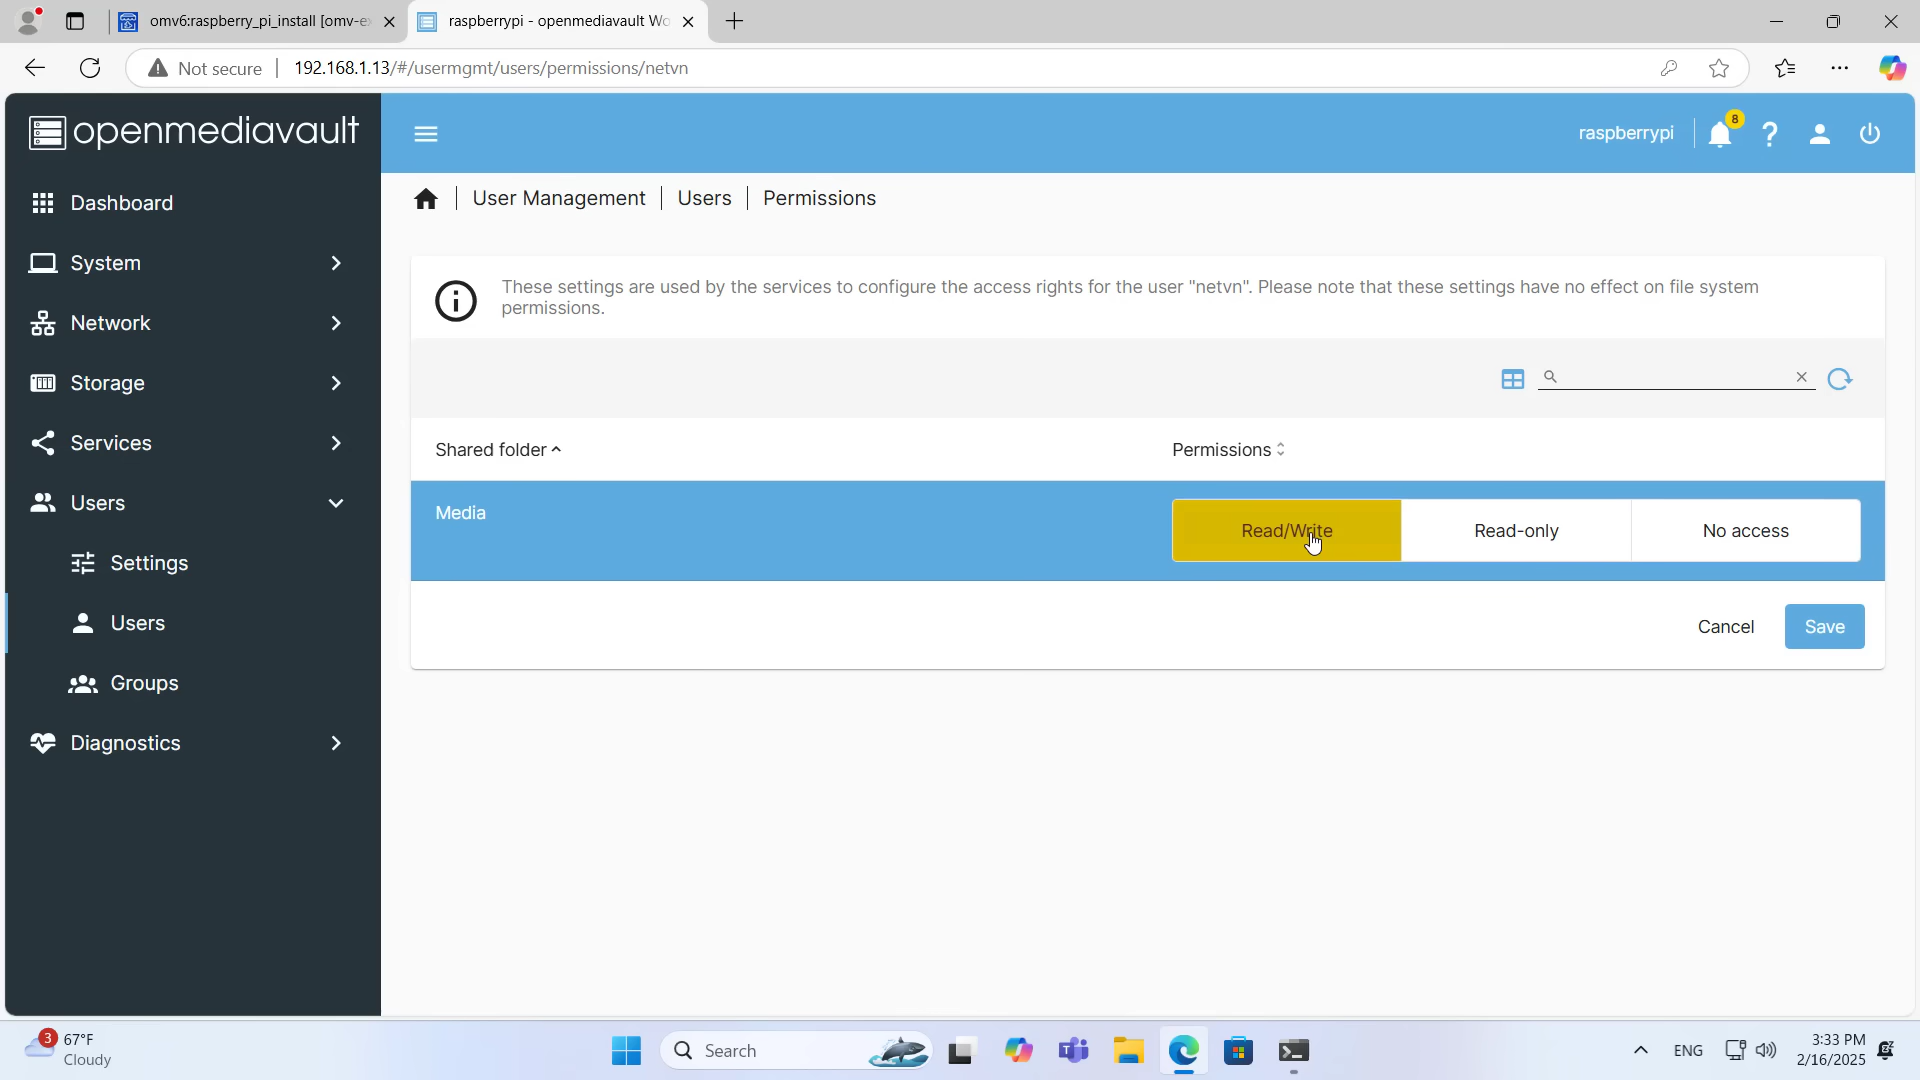 omv6:raspberry_pi_install [omv-e
raspberrypi - openmediavault Wo
Not secure
192.168.1.13/#/usermgmt/users/permissions/netvn
openmediavault
raspberrypi
8
Dashboard
System
Network
Storage
Services
Users
Settings
Users
Groups
Diagnostics
User Management | Users | Permissions
These settings are used by the services to configure the access rights for the user "netvn". Please note that these settings have no effect on file system
permissions.
Shared folder
Permissions
Media
Read/Write
Read-only
No access
Cancel
Save
3
67°F
Cloudy
Search
ENG
3:33 PM
2/16/2025